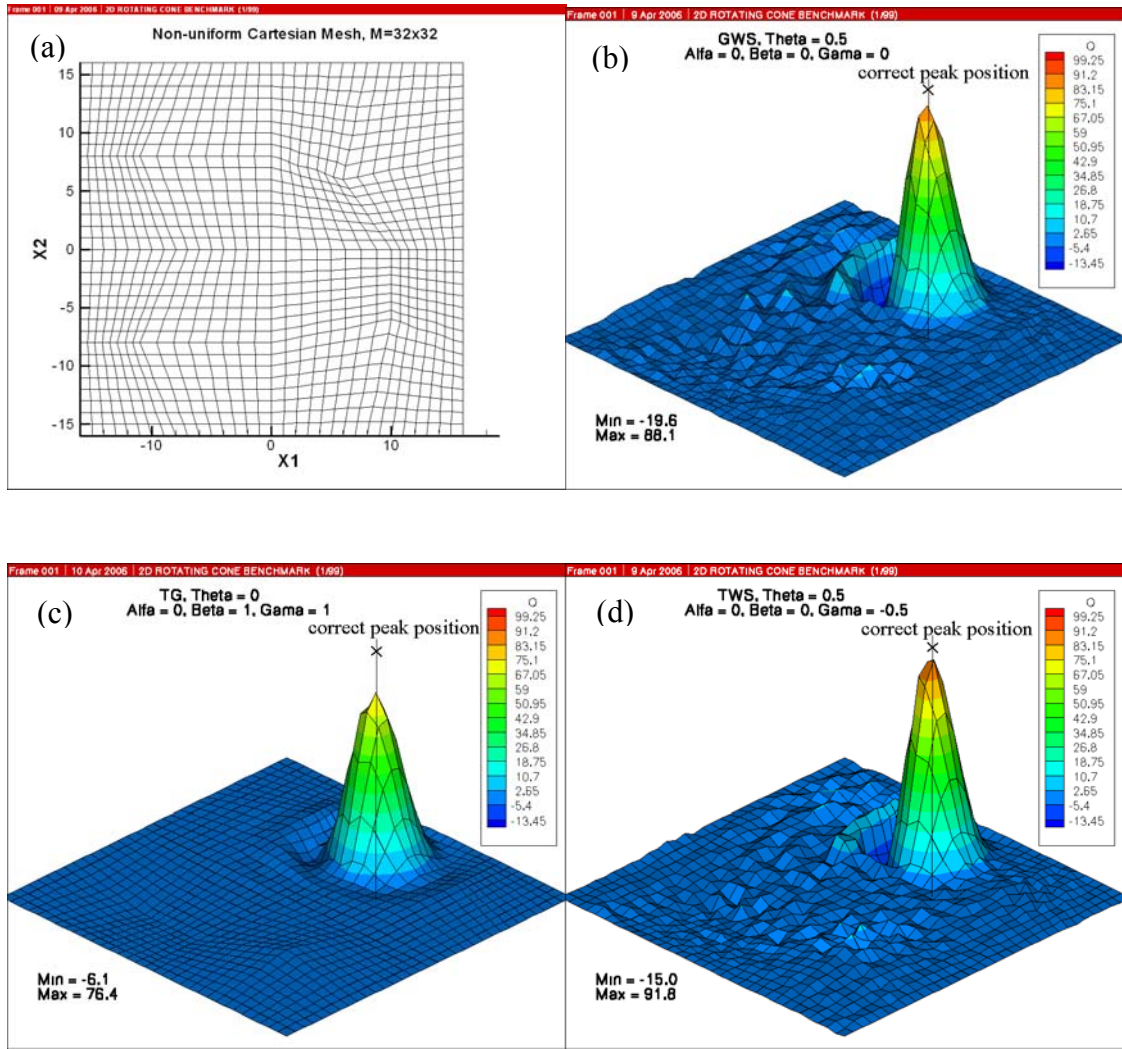 Frame 001 | 09 Apr 2006 | 2D ROTATING CONE BENCHMARK (1/99)
(a)
Non-uniform Cartesian Mesh, M=32x32
15
10
5
0
-5
-10
-15
X2
-10
0
10
X1
Frame 001 | 9 Apr 2006 | 2D ROTATING CONE BENCHMARK (1/99)
(b)
GWS, Theta = 0.5
Alfa = 0, Beta = 0, Gama = 0
correct peak position
Q
99.25
91.2
83.15
75.1
67.05
59
50.95
42.9
34.85
26.8
18.75
10.7
2.65
-5.4
-13.45
Min = -19.6
Max = 88.1
Frame 001 | 10 Apr 2006 | 2D ROTATING CONE BENCHMARK (1/99)
(c)
TG, Theta = 0
Alfa = 0, Beta = 1, Gama = 1
correct peak position
Q
99.25
91.2
83.15
75.1
67.05
59
50.95
42.9
34.85
26.8
18.75
10.7
2.65
-5.4
-13.45
Min = -6.1
Max = 76.4
Frame 001 | 9 Apr 2006 | 2D ROTATING CONE BENCHMARK (1/99)
(d)
TWS, Theta = 0.5
Alfa = 0, Beta = 0, Gama = -0.5
correct peak position
Q
99.25
91.2
83.15
75.1
67.05
59
50.95
42.9
34.85
26.8
18.75
10.7
2.65
-5.4
-13.45
Min = -15.0
Max = 91.8